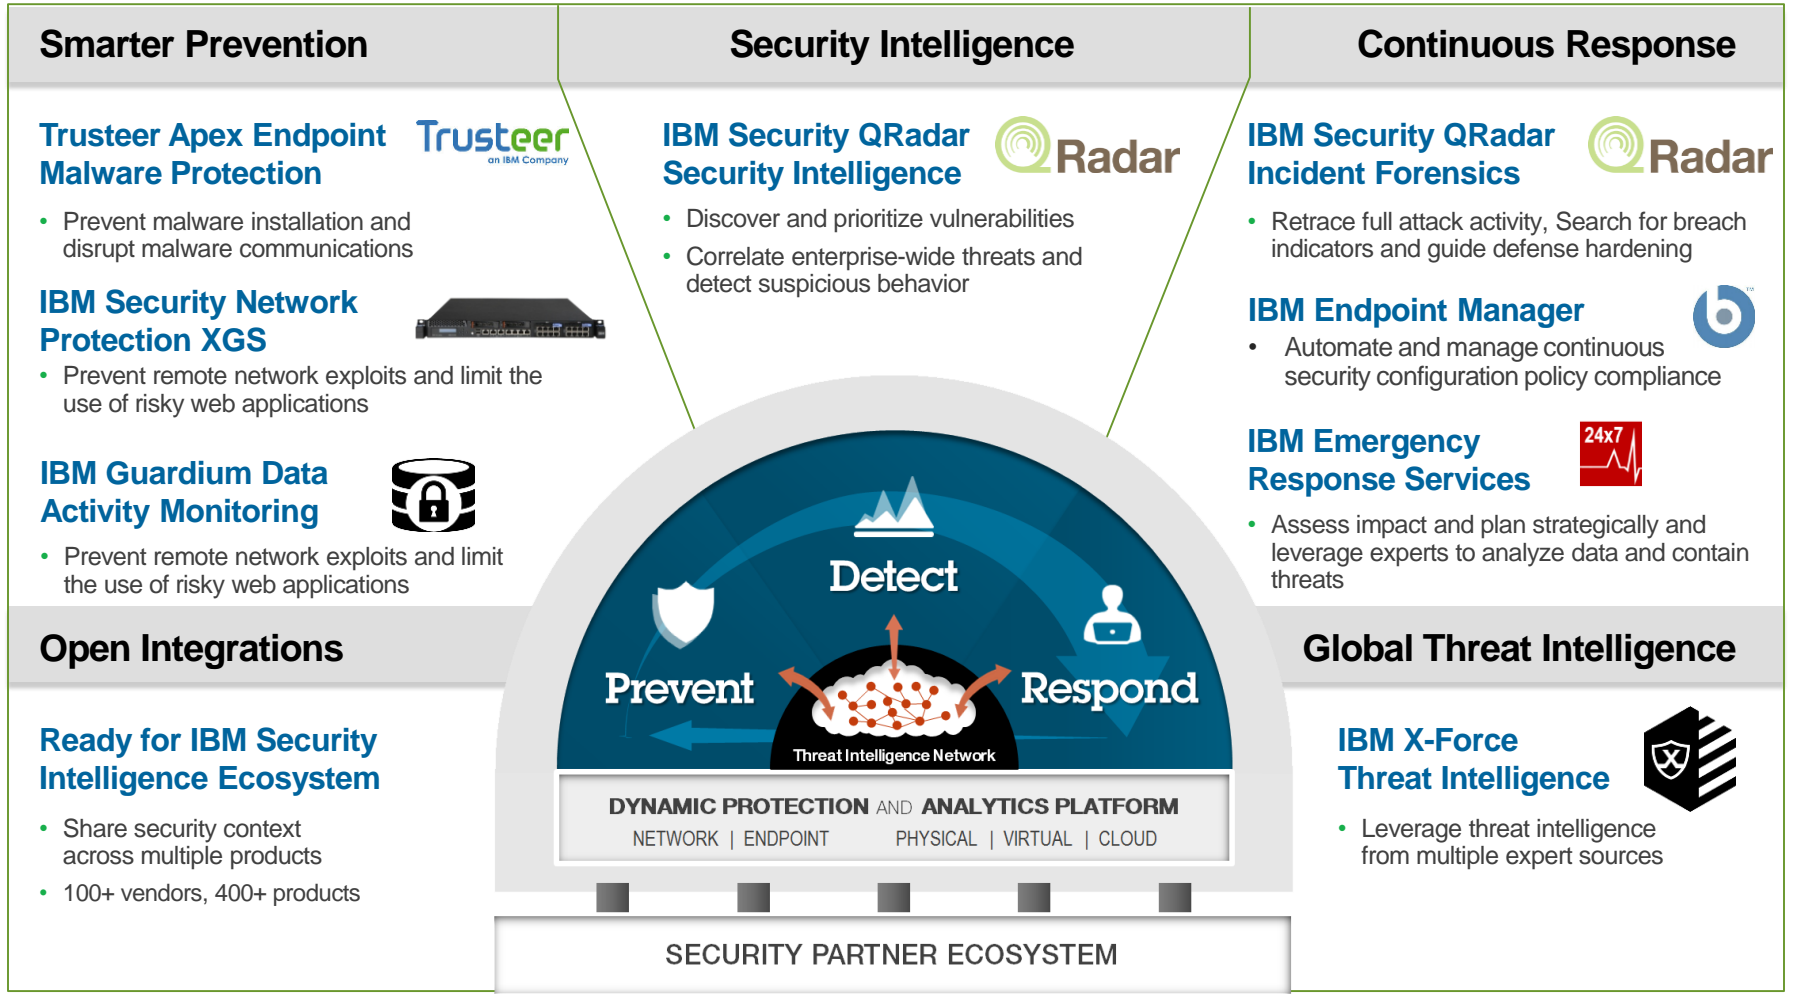 Smarter Prevention
Security Intelligence
Continuous Response
Trusteer Apex Endpoint
Malware Protection
Trusteer
an IBM Company
• Prevent malware installation and
disrupt malware communications
IBM Security Network
Protection XGS
• Prevent remote network exploits and limit the
use of risky web applications
IBM Guardium Data
Activity Monitoring
• Prevent remote network exploits and limit
the use of risky web applications
IBM Security QRadar
Security Intelligence
QRadar
• Discover and prioritize vulnerabilities
• Correlate enterprise-wide threats and
detect suspicious behavior
IBM Security QRadar
Incident Forensics
QRadar
• Retrace full attack activity, Search for breach
indicators and guide defense hardening
IBM Endpoint Manager
b
TM
• Automate and manage continuous
security configuration policy compliance
IBM Emergency
Response Services
24x7
• Assess impact and plan strategically and
leverage experts to analyze data and contain
threats
Detect
Prevent
Respond
Threat Intelligence Network
Open Integrations
Ready for IBM Security
Intelligence Ecosystem
• Share security context
across multiple products
• 100+ vendors, 400+ products
DYNAMIC PROTECTION AND ANALYTICS PLATFORM
NETWORK | ENDPOINT PHYSICAL | VIRTUAL | CLOUD
SECURITY PARTNER ECOSYSTEM
Global Threat Intelligence
IBM X-Force
Threat Intelligence
X
• Leverage threat intelligence
from multiple expert sources